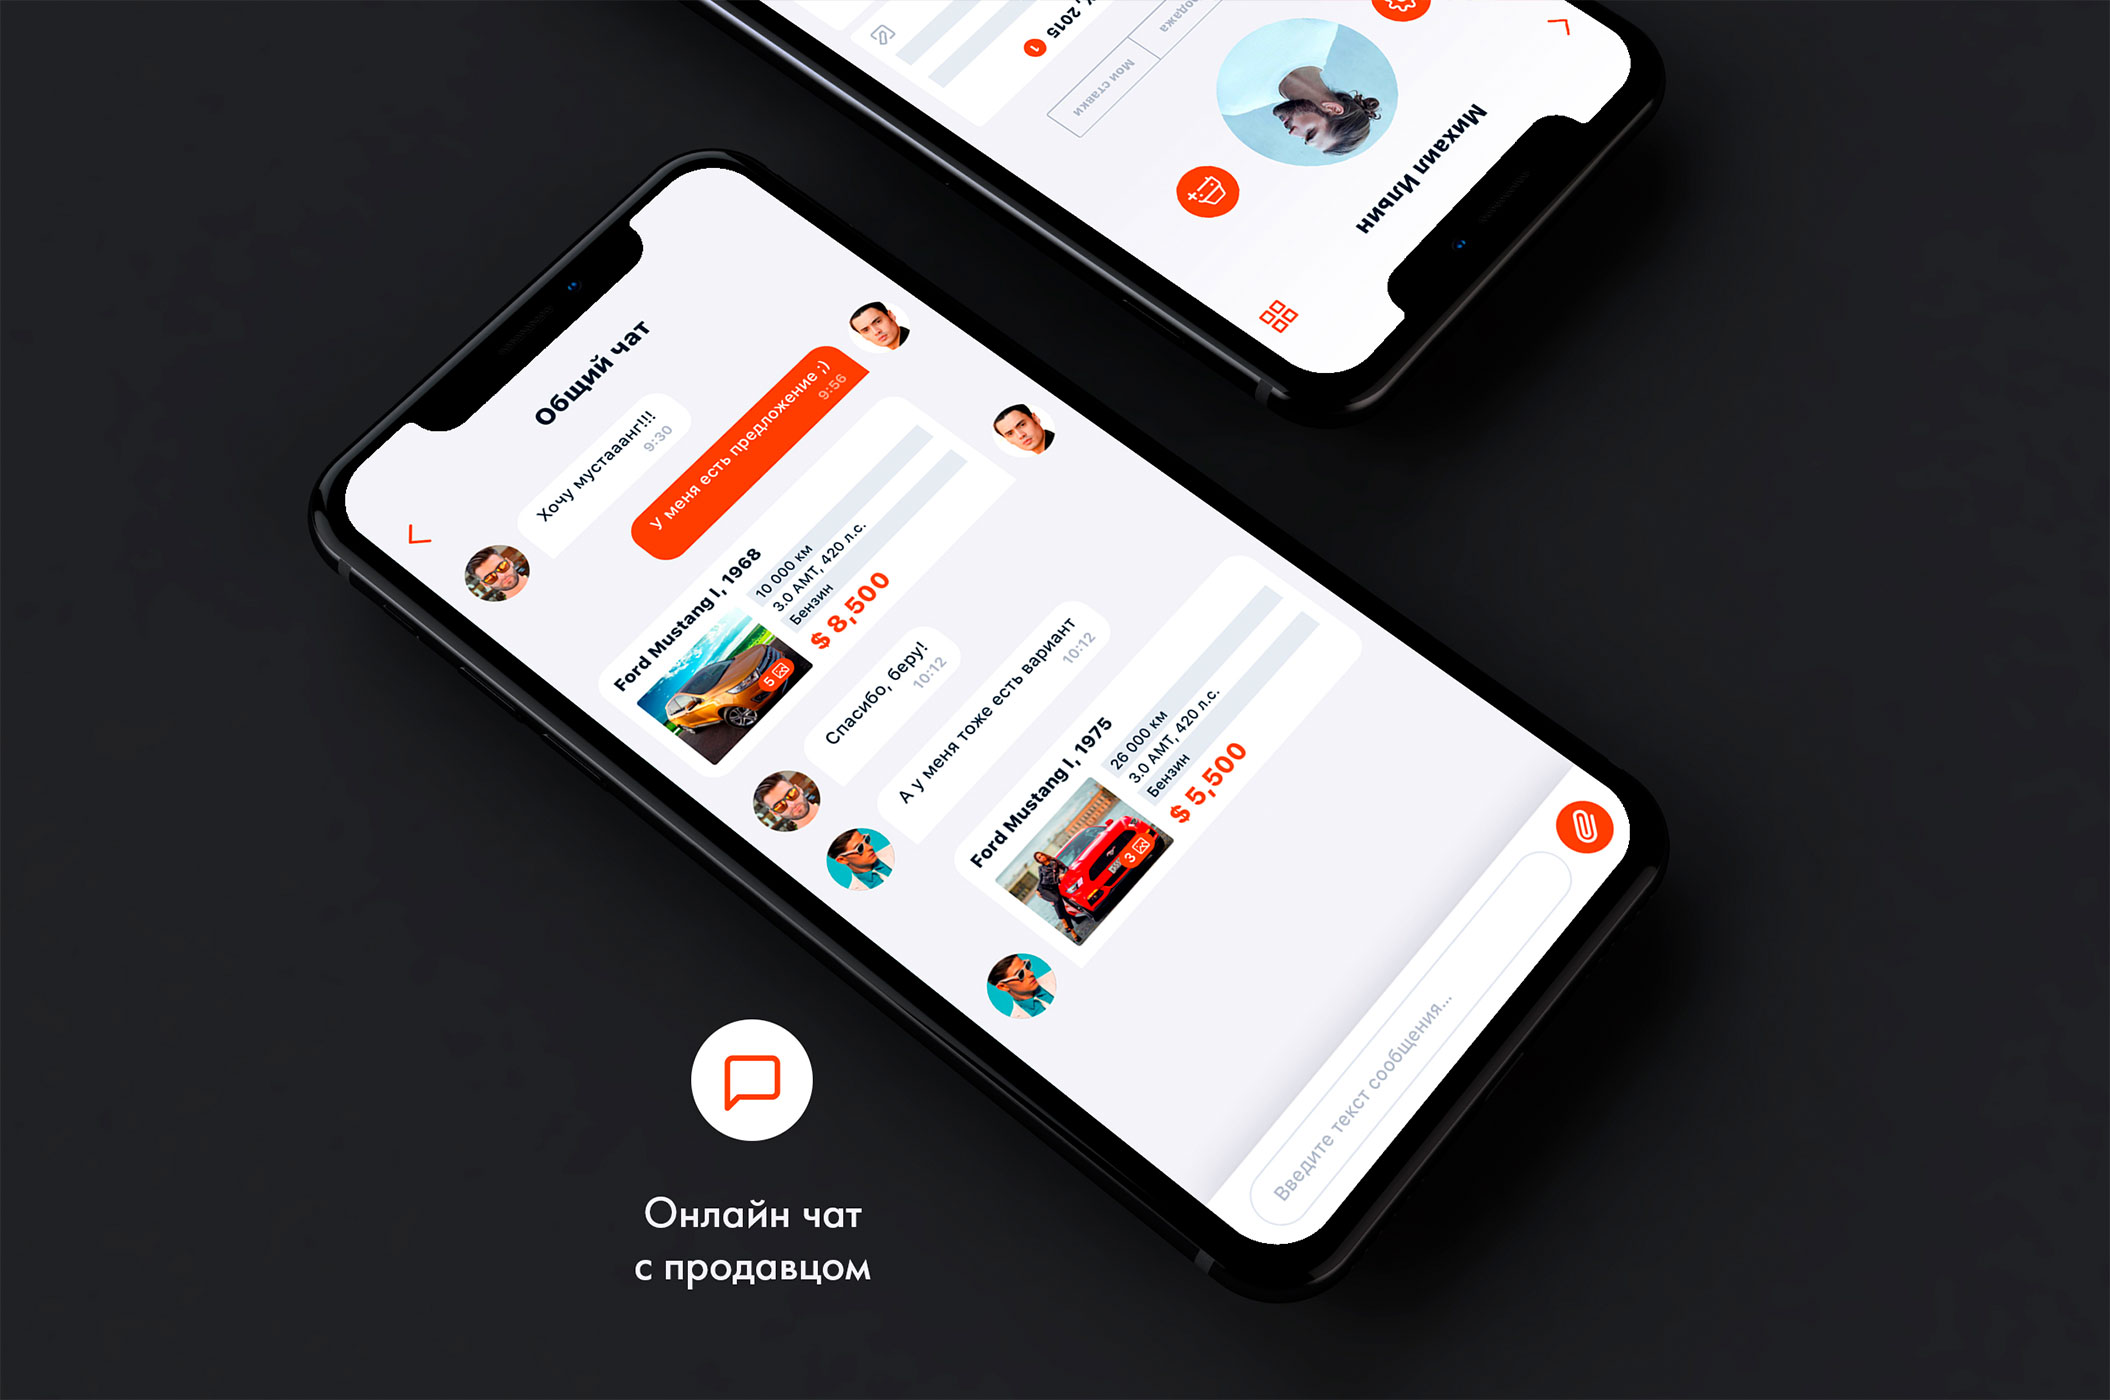 , 2015
1
Мои ставки
Михаил Ильин
Общий чат
Хочу мустааанг!!!
9:30
У меня есть предложение ;)
9:56
Ford Mustang I, 1968
5
10 000 км
3.0 АМТ, 420 л.с.
Бензин
$ 8,500
Спасибо, беру!
10:12
А у меня тоже есть вариант
10:12
Ford Mustang I, 1975
3
26 000 км
3.0 АМТ, 420 л.с.
Бензин
$ 5,500
Введите текст сообщения...
Онлайн чат
с продавцом